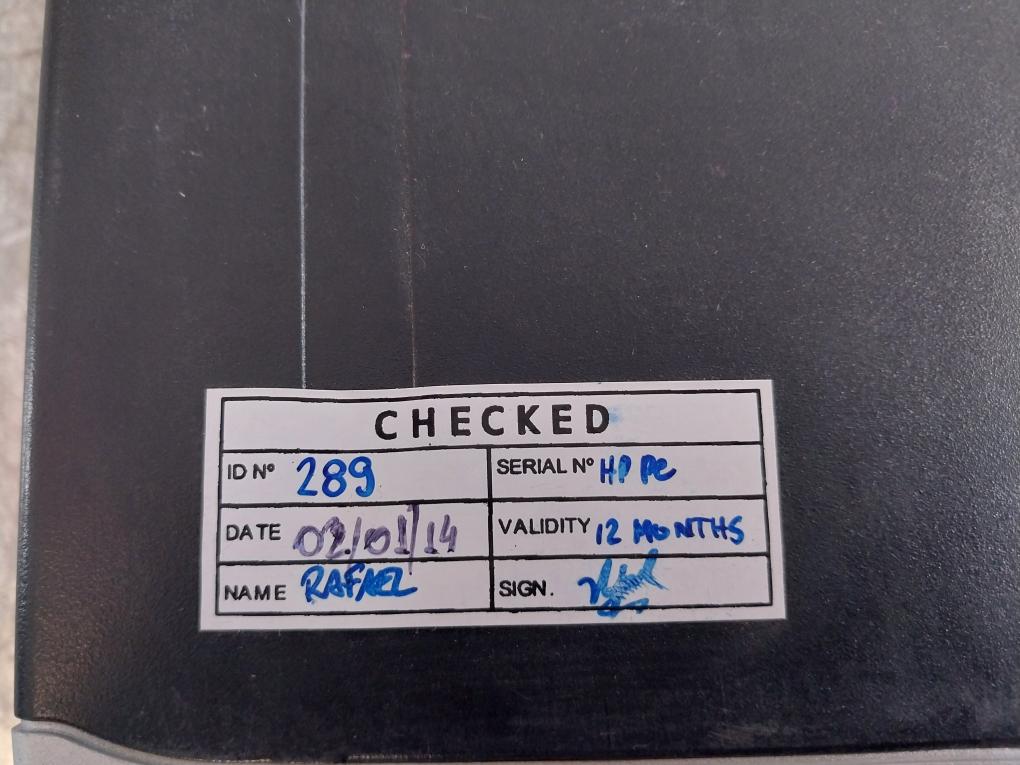 CHECKED
ID Nº 289 SERIAL Nº HP PC
DATE 02/01/14 VALIDITY 12 MONTHS
NAME RAFAEL SIGN.